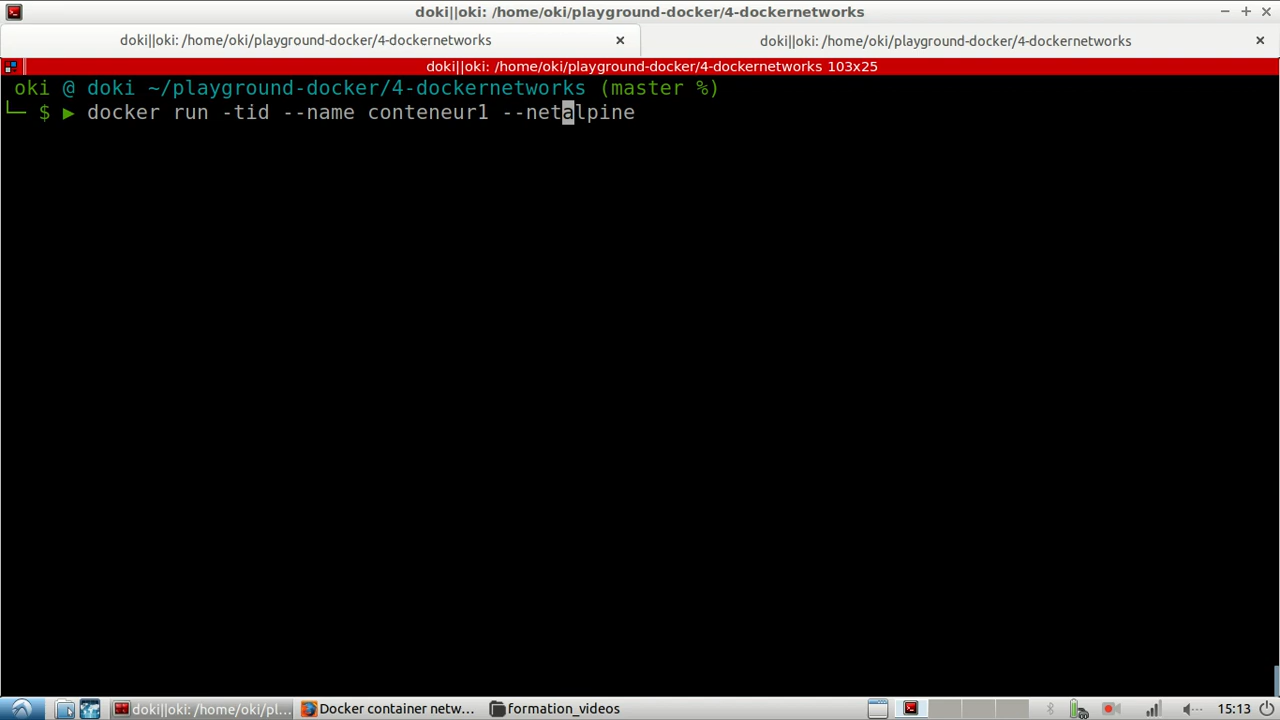 doki||oki: /home/oki/playground-docker/4-dockernetworks
doki||oki: /home/oki/playground-docker/4-dockernetworks
doki||oki: /home/oki/playground-docker/4-dockernetworks
doki||oki: /home/oki/playground-docker/4-dockernetworks 103x25
oki @ doki ~/playground-docker/4-dockernetworks (master %)
└─ $ ▶ docker run -tid --name conteneur1 --netalpine
doki||oki: /home/oki/pl...
Docker container netw...
formation_videos
15:13